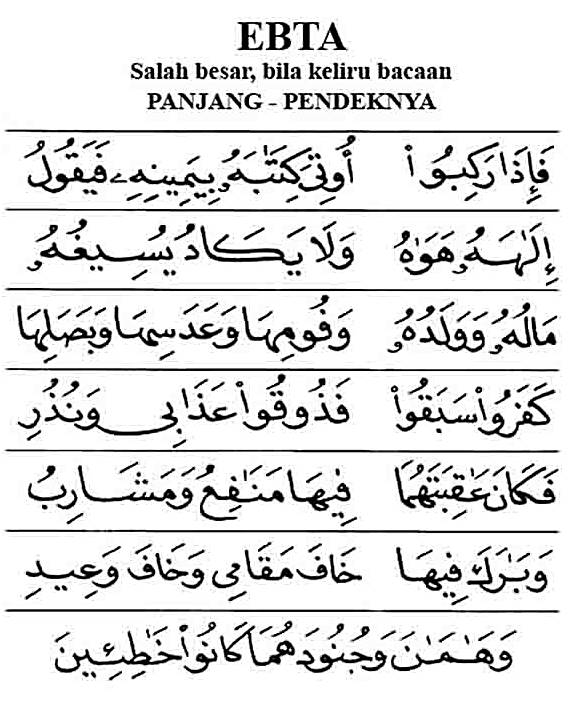 EBTA
Salah besar, bila keliru bacaan
PANJANG - PENDEKNYA
فَإِذَا رَكِبُوا۟ أُوتِىَ كِتَٰبَهُۥ بِيَمِينِهِۦ فَيَقُولُ
إِلَٰهَهُۥ هَوَىٰهُ وَلَا يَكَادُ يُسِيغُهُۥ
مَالُهُۥ وَوَلَدُهُۥ وَفُومِهَا وَعَدَسِهَا وَبَصَلِهَا
كَفَرُوا۟ سَبَقُوا۟ فَذُوقُوا۟ عَذَابِى وَنُذُرِ
فَكَانَ عَٰقِبَتَهُمَا فِيهَا مَنَٰفِعُ وَمَشَارِبُ
وَبَٰرَكَ فِيهَا خَافَ مَقَامِى وَخَافَ وَعِيدِ
وَهَٰمَٰنَ وَجُنُودَهُمَا كَانُوا۟ خَٰطِـِٔينَ